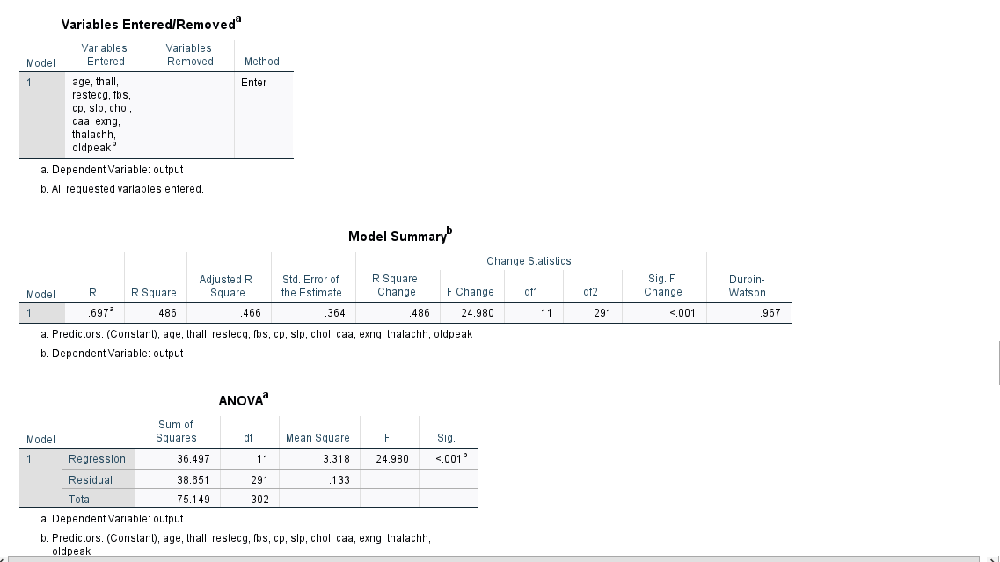 Variables Entered/Removedᵃ
Model Variables Entered Variables Removed Method
1 age, thall, restecg, fbs, cp, slp, chol, caa, exng, thalachh, oldpeakᵇ . Enter
a. Dependent Variable: output
b. All requested variables entered.
Model Summaryᵇ
Change Statistics
Model R R Square Adjusted R Square Std. Error of the Estimate R Square Change F Change df1 df2 Sig. F Change Durbin-Watson
1 .697ᵃ .486 .466 .364 .486 24.980 11 291 <.001 .967
a. Predictors: (Constant), age, thall, restecg, fbs, cp, slp, chol, caa, exng, thalachh, oldpeak
b. Dependent Variable: output
ANOVAᵃ
Model Sum of Squares df Mean Square F Sig.
1 Regression 36.497 11 3.318 24.980 <.001ᵇ
Residual 38.651 291 .133
Total 75.149 302
a. Dependent Variable: output
b. Predictors: (Constant), age, thall, restecg, fbs, cp, slp, chol, caa, exng, thalachh,
oldpeak